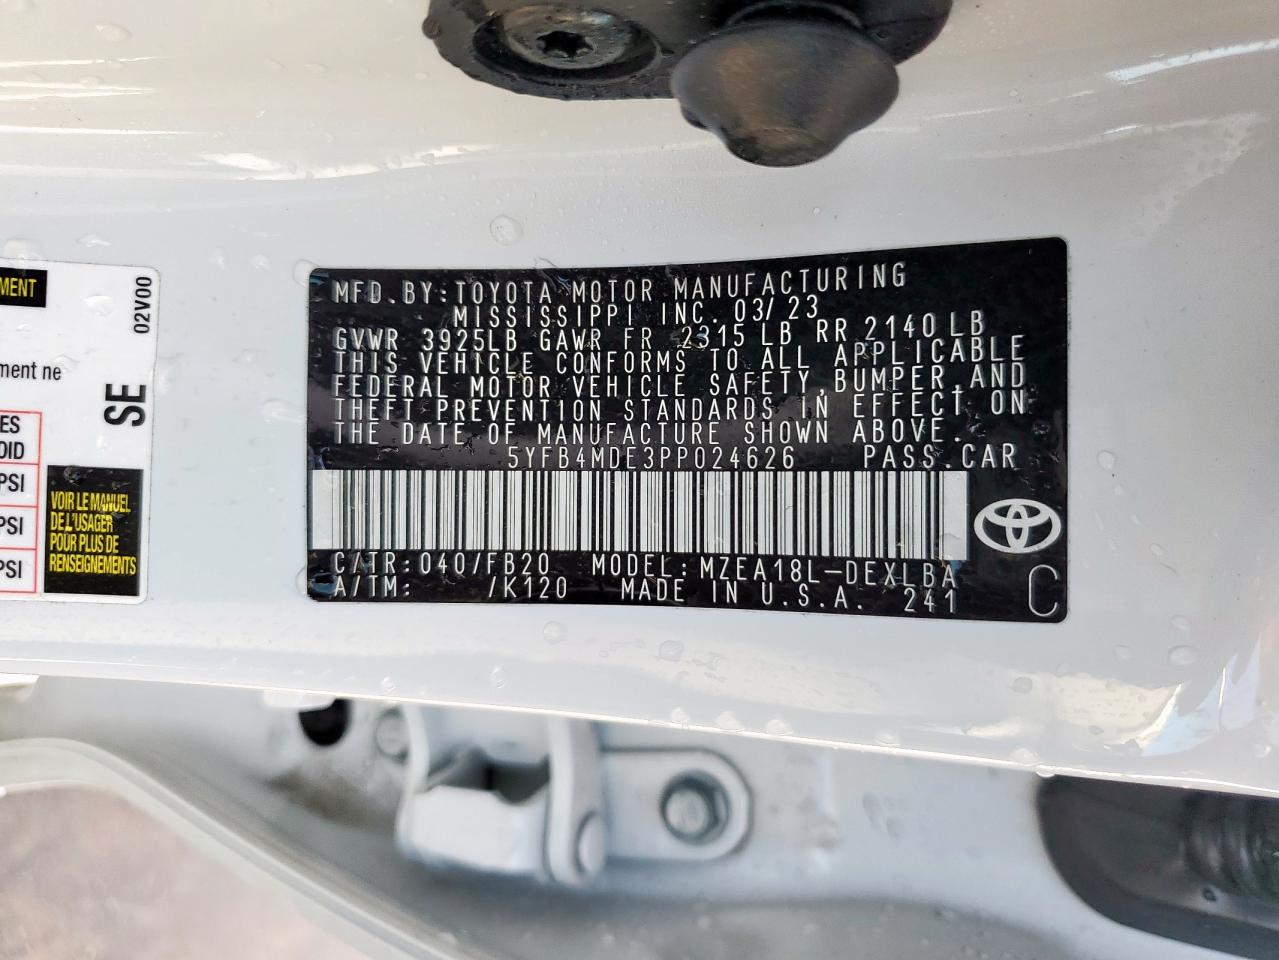 MENT
02V00
ment ne
SE
ES
OID
PSI
PSI
PSI
VOIR LE MANUEL
DE L'USAGER
POUR PLUS DE
RENSEIGNEMENTS
MFD.BY:TOYOTA MOTOR MANUFACTURING
MISSISSIPPI INC. 03/23
GVWR 3925LB GAWR FR 2315 LB RR 2140 LB
THIS VEHICLE CONFORMS TO ALL APPLICABLE
FEDERAL MOTOR VEHICLE SAFETY,BUMPER,AND
THEFT PREVENTION STANDARDS IN EFFECT ON
THE DATE OF MANUFACTURE SHOWN ABOVE.
5YFB4MDE3PP024626 PASS.CAR
C/TR:040/FB20 MODEL:MZEA18L-DEXLBA
A/TM: /K120 MADE IN U.S.A. 241
C